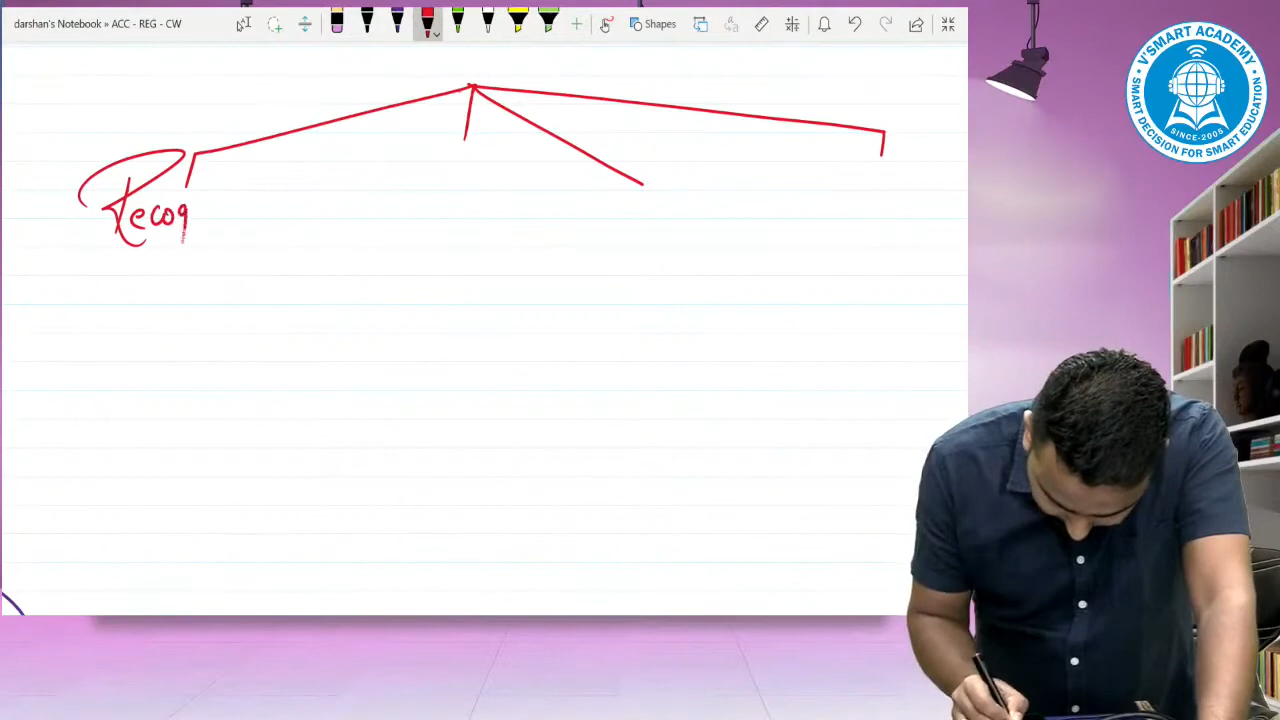 darshan's Notebook » ACC - REG - CW
Shapes
V'SMART ACADEMY
SINCE-2005
SMART DECISION FOR SMART EDUCATION
Recog